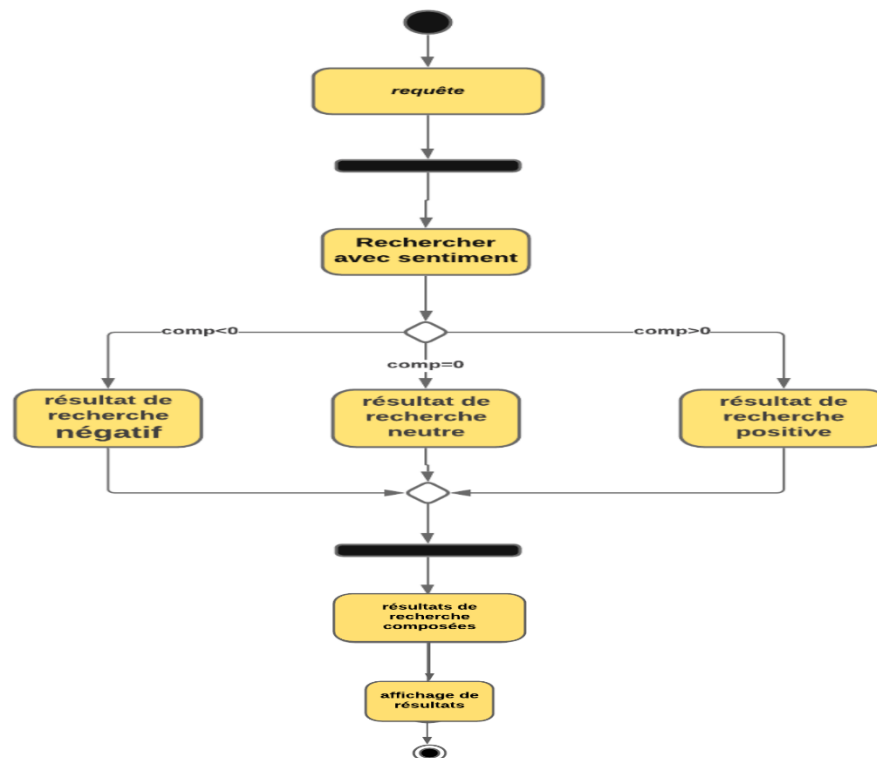 requête
Rechercher
avec sentiment
comp<0
comp>0
comp=0
résultat de
recherche
négatif
résultat de
recherche
neutre
résultat de
recherche
positive
résultats de
recherche
composées
affichage de
résultats